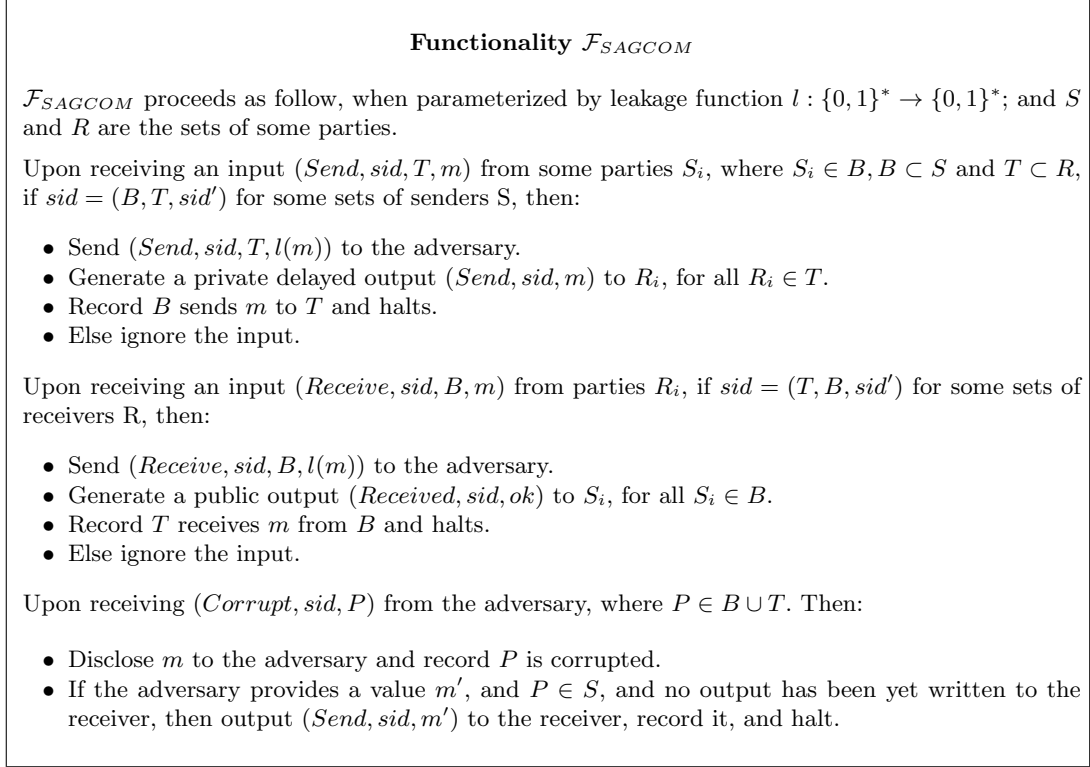 Functionality F_SAGCOM
F_SAGCOM proceeds as follow, when parameterized by leakage function l : {0, 1}* → {0, 1}*; and S
and R are the sets of some parties.
Upon receiving an input (Send, sid, T, m) from some parties S_i, where S_i ∈ B, B ⊂ S and T ⊂ R,
if sid = (B, T, sid′) for some sets of senders S, then:
• Send (Send, sid, T, l(m)) to the adversary.
• Generate a private delayed output (Send, sid, m) to R_i, for all R_i ∈ T.
• Record B sends m to T and halts.
• Else ignore the input.
Upon receiving an input (Receive, sid, B, m) from parties R_i, if sid = (T, B, sid′) for some sets of
receivers R, then:
• Send (Receive, sid, B, l(m)) to the adversary.
• Generate a public output (Received, sid, ok) to S_i, for all S_i ∈ B.
• Record T receives m from B and halts.
• Else ignore the input.
Upon receiving (Corrupt, sid, P) from the adversary, where P ∈ B ∪ T. Then:
• Disclose m to the adversary and record P is corrupted.
• If the adversary provides a value m′, and P ∈ S, and no output has been yet written to the
receiver, then output (Send, sid, m′) to the receiver, record it, and halt.